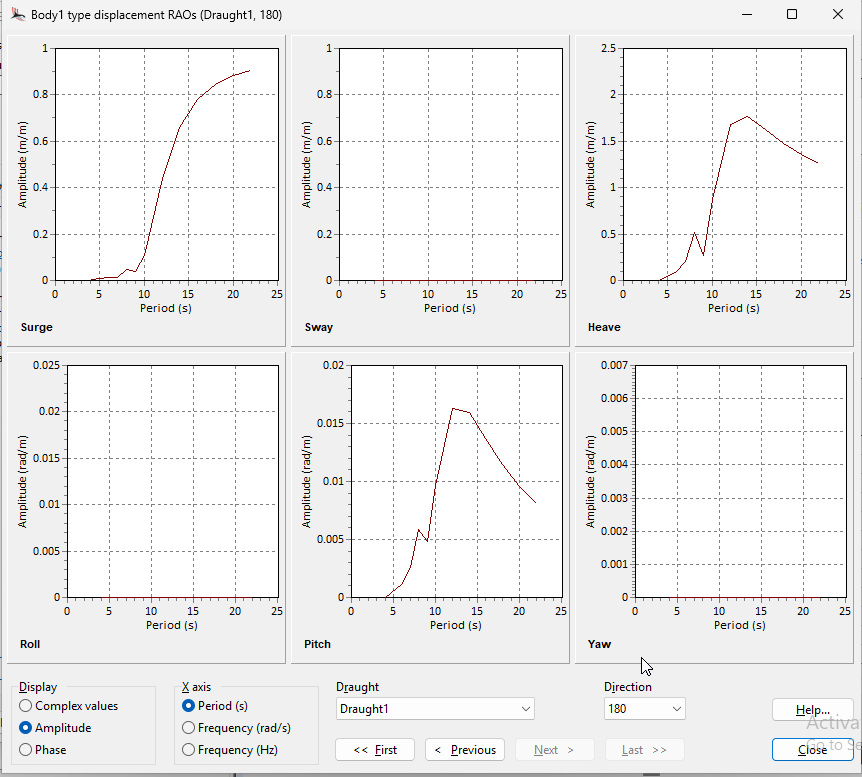 Body1 type displacement RAOs (Draught1, 180)
Amplitude (m/m)
1
0.8
0.6
0.4
0.2
0
0 5 10 15 20 25
Period (s)
Surge
Amplitude (m/m)
1
0.8
0.6
0.4
0.2
0
0 5 10 15 20 25
Period (s)
Sway
Amplitude (m/m)
2.5
2
1.5
1
0.5
0
0 5 10 15 20 25
Period (s)
Heave
Amplitude (rad/m)
0.025
0.02
0.015
0.01
0.005
0
0 5 10 15 20 25
Period (s)
Roll
Amplitude (rad/m)
0.02
0.015
0.01
0.005
0
0 5 10 15 20 25
Period (s)
Pitch
Amplitude (rad/m)
0.007
0.006
0.005
0.004
0.003
0.002
0.001
0
0 5 10 15 20 25
Period (s)
Yaw
Display
Complex values
Amplitude
Phase
X axis
Period (s)
Frequency (rad/s)
Frequency (Hz)
Draught
Draught1
<< First
< Previous
Next >
Last >>
Direction
180
Help...
Activa
Go to Se
Close